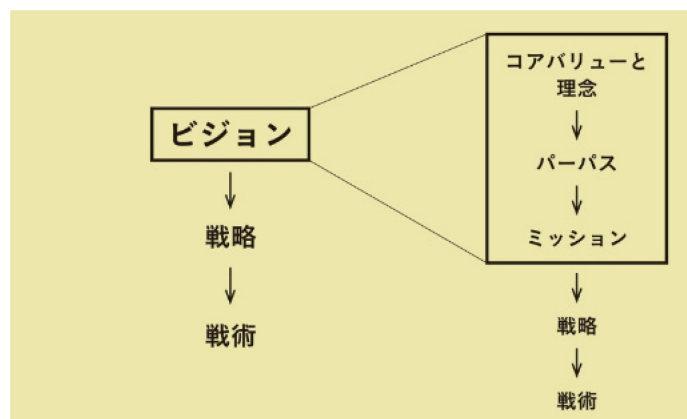 ビジョン
戦略
戦術
コアバリューと
理念
パーパス
ミッション
戦略
戦術